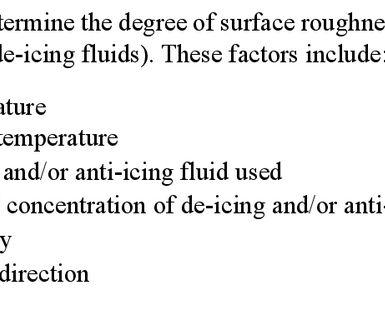 termine the degree of surface roughne
de-icing fluids). These factors include:
ature
temperature
and/or anti-icing fluid used
concentration of de-icing and/or anti-
y
direction